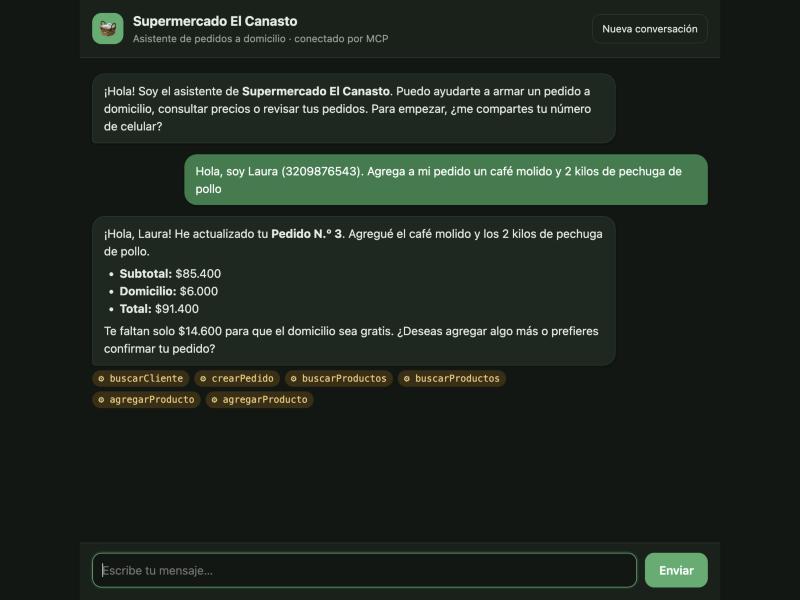 Supermercado El Canasto
Asistente de pedidos a domicilio · conectado por MCP
Nueva conversación
¡Hola! Soy el asistente de Supermercado El Canasto. Puedo ayudarte a armar un pedido a
domicilio, consultar precios o revisar tus pedidos. Para empezar, ¿me compartes tu número
de celular?
Hola, soy Laura (3209876543). Agrega a mi pedido un café molido y 2 kilos de pechuga de
pollo
¡Hola, Laura! He actualizado tu Pedido N.º 3. Agregué el café molido y los 2 kilos de pechuga
de pollo.
• Subtotal: $85.400
• Domicilio: $6.000
• Total: $91.400
Te faltan solo $14.600 para que el domicilio sea gratis. ¿Deseas agregar algo más o prefieres
confirmar tu pedido?
⚙ buscarCliente ⚙ crearPedido ⚙ buscarProductos ⚙ buscarProductos
⚙ agregarProducto ⚙ agregarProducto
Escribe tu mensaje...
Enviar